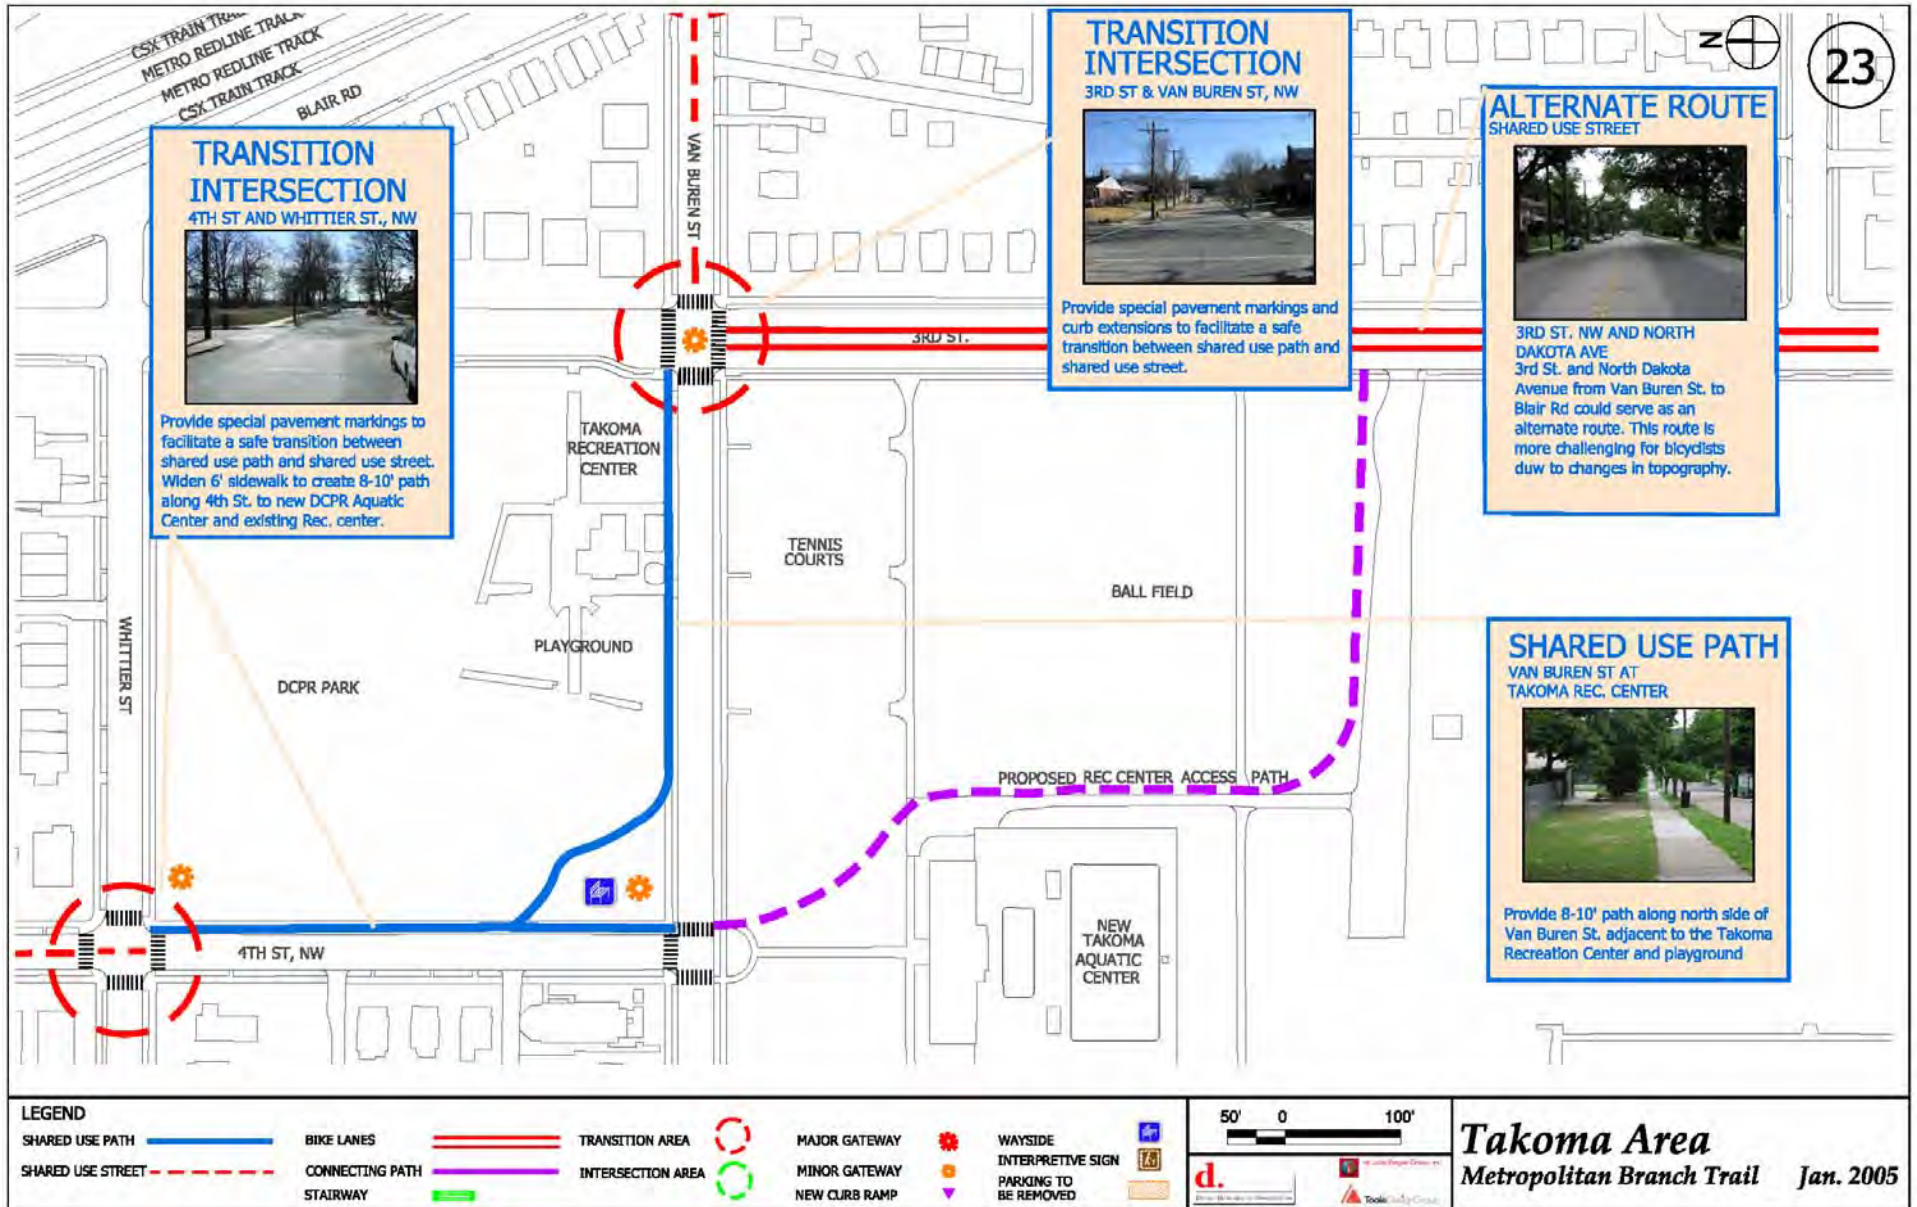 CSX TRAIN TRA
METRO REDLINE TRACK
METRO REDLINE TRACK
CSX TRAIN TRACK
BLAIR RD
VAN BUREN ST
N
23
TRANSITION
INTERSECTION
4TH ST AND WHITTIER ST., NW
Provide special pavement markings to
facilitate a safe transition between
shared use path and shared use street.
Widen 6' sidewalk to create 8-10' path
along 4th St. to new DCPR Aquatic
Center and existing Rec. center.
TRANSITION
INTERSECTION
3RD ST & VAN BUREN ST, NW
Provide special pavement markings and
curb extensions to facilitate a safe
transition between shared use path and
shared use street.
ALTERNATE ROUTE
SHARED USE STREET
3RD ST. NW AND NORTH
DAKOTA AVE
3rd St. and North Dakota
Avenue from Van Buren St. to
Blair Rd could serve as an
alternate route. This route is
more challenging for bicyclists
duw to changes in topography.
3RD ST.
TAKOMA
RECREATION
CENTER
TENNIS
COURTS
BALL FIELD
PLAYGROUND
DCPR PARK
WHITTIER ST
PROPOSED REC CENTER ACCESS PATH
SHARED USE PATH
VAN BUREN ST AT
TAKOMA REC. CENTER
Provide 8-10' path along north side of
Van Buren St. adjacent to the Takoma
Recreation Center and playground
4TH ST, NW
NEW
TAKOMA
AQUATIC
CENTER
LEGEND
SHARED USE PATH
SHARED USE STREET
BIKE LANES
CONNECTING PATH
STAIRWAY
TRANSITION AREA
INTERSECTION AREA
MAJOR GATEWAY
MINOR GATEWAY
NEW CURB RAMP
WAYSIDE
INTERPRETIVE SIGN
PARKING TO
BE REMOVED
50' 0 100'
d.
Takoma Area
Metropolitan Branch Trail Jan. 2005